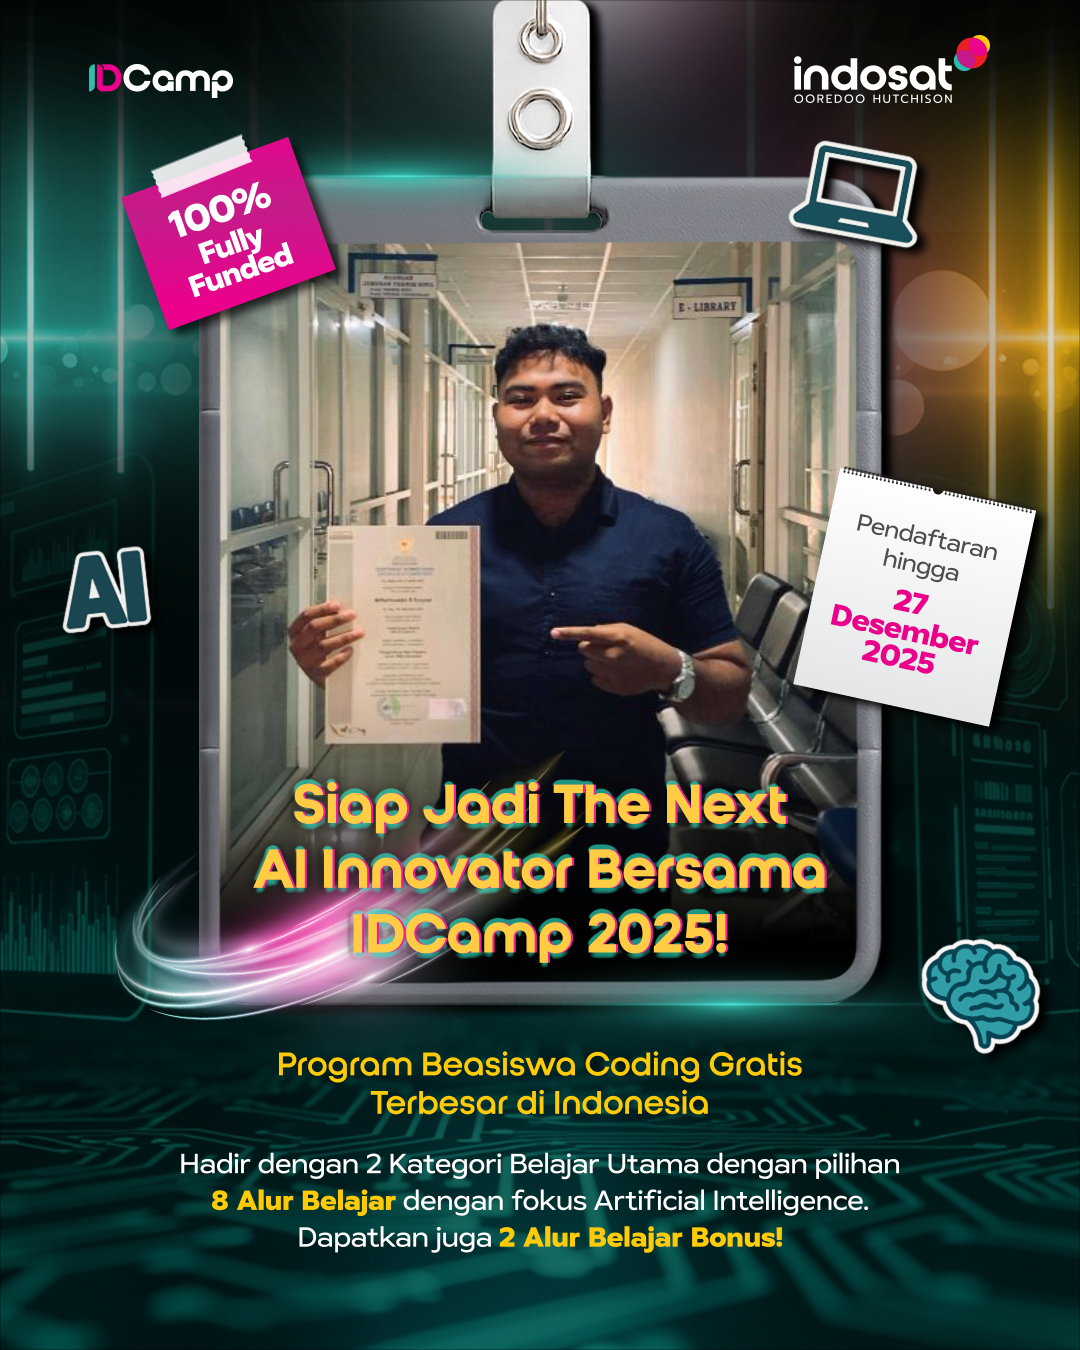 IDCamp
indosat
OOREDOO HUTCHISON
100%
Fully
Funded
RUANGAN
E - LIBRARY
AI
Pendaftaran
hingga
27
Desember
2025
Siap Jadi The Next
AI Innovator Bersama
IDCamp 2025!
Program Beasiswa Coding Gratis
Terbesar di Indonesia
Hadir dengan 2 Kategori Belajar Utama dengan pilihan
8 Alur Belajar dengan fokus Artificial Intelligence.
Dapatkan juga 2 Alur Belajar Bonus!